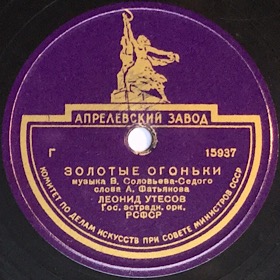 АПРЕЛЕВСКИЙ ЗАВОД
Г 15937
ЗОЛОТЫЕ ОГОНЬКИ
музыка В. Соловьева-Седого
слова А. Фатьянова
ЛЕОНИД УТЕСОВ
Гос. эстрадн. орк.
РСФСР
КОМИТЕТ ПО ДЕЛАМ ИСКУССТВ ПРИ СОВЕТЕ МИНИСТРОВ СССР